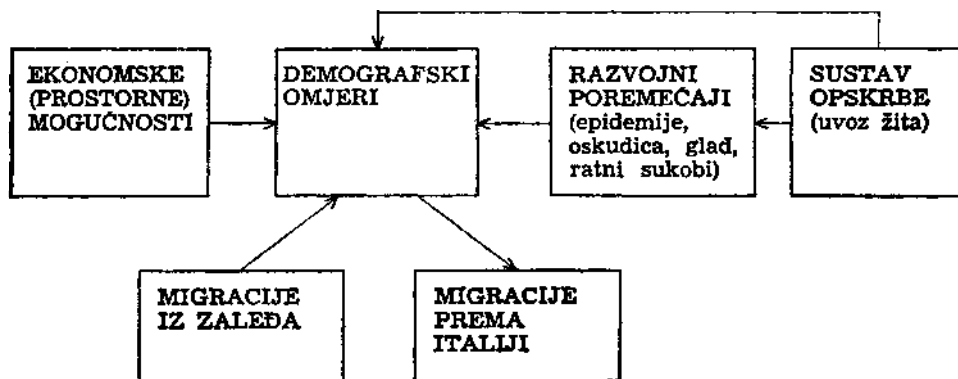 EKONOMSKE
(PROSTORNE)
MOGUĆNOSTI
DEMOGRAFSKI
OMJERI
RAZVOJNI
POREMEĆAJI
(epidemije,
oskudica, glad,
ratni sukobi)
SUSTAV
OPSKRBE
(uvoz žita)
MIGRACIJE
IZ ZALEĐA
MIGRACIJE
PREMA
ITALIJI